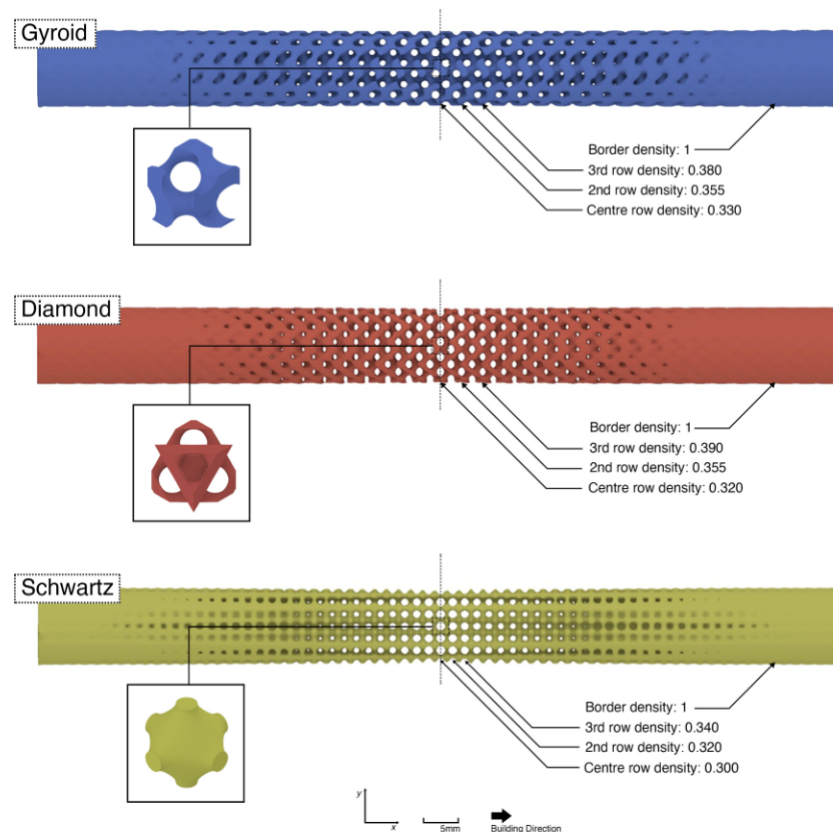 Gyroid
Border density: 1
3rd row density: 0.380
2nd row density: 0.355
Centre row density: 0.330
Diamond
Border density: 1
3rd row density: 0.390
2nd row density: 0.355
Centre row density: 0.320
Schwartz
Border density: 1
3rd row density: 0.340
2nd row density: 0.320
Centre row density: 0.300
y
x
5mm
Building Direction